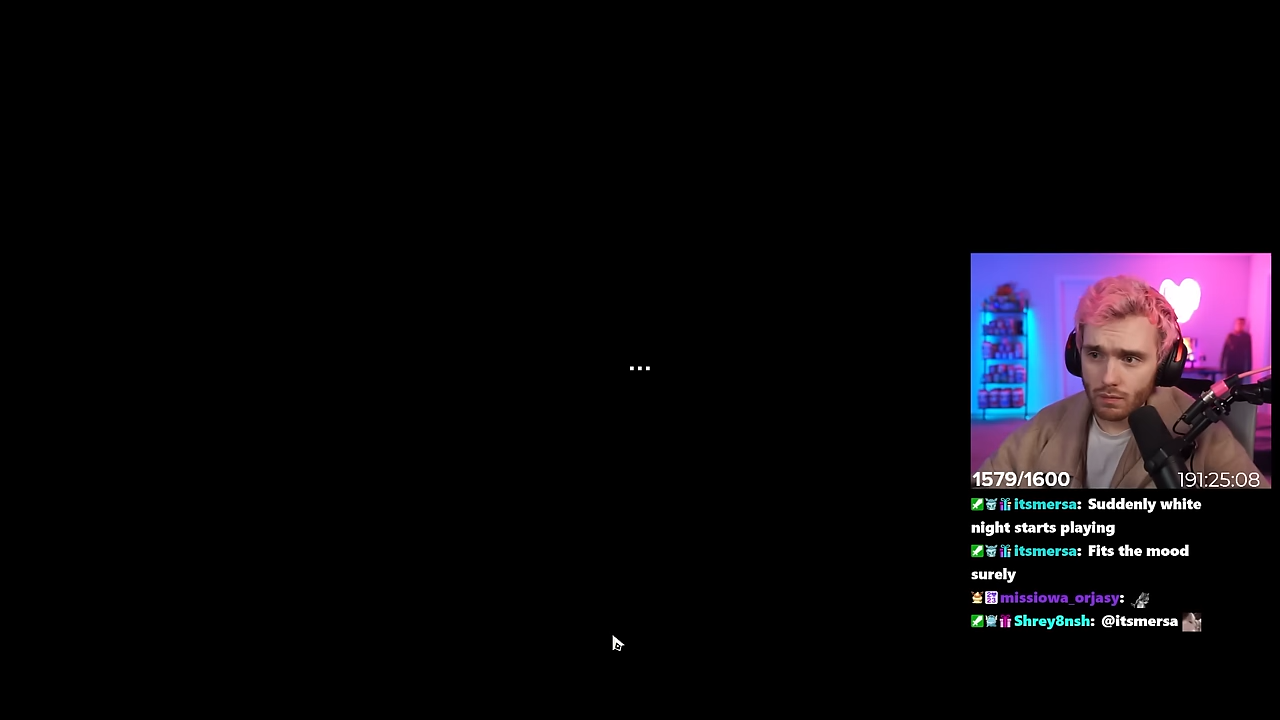 ...
1579/1600
191:25:08
itsmersa: Suddenly white
night starts playing
itsmersa: Fits the mood
surely
missiowa_orjasy:
Shrey8nsh: @itsmersa